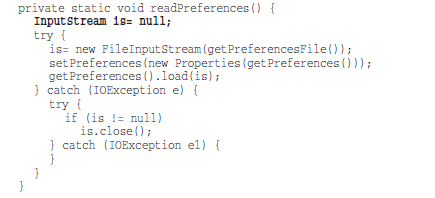 private static void readPreferences() {
InputStream is= null;
try {
is= new FileInputStream(getPreferencesFile());
setPreferences(new Properties(getPreferences()));
getPreferences().load(is);
} catch (IOException e) {
try {
if (is != null)
is.close();
} catch (IOException e1) {
}
}
}